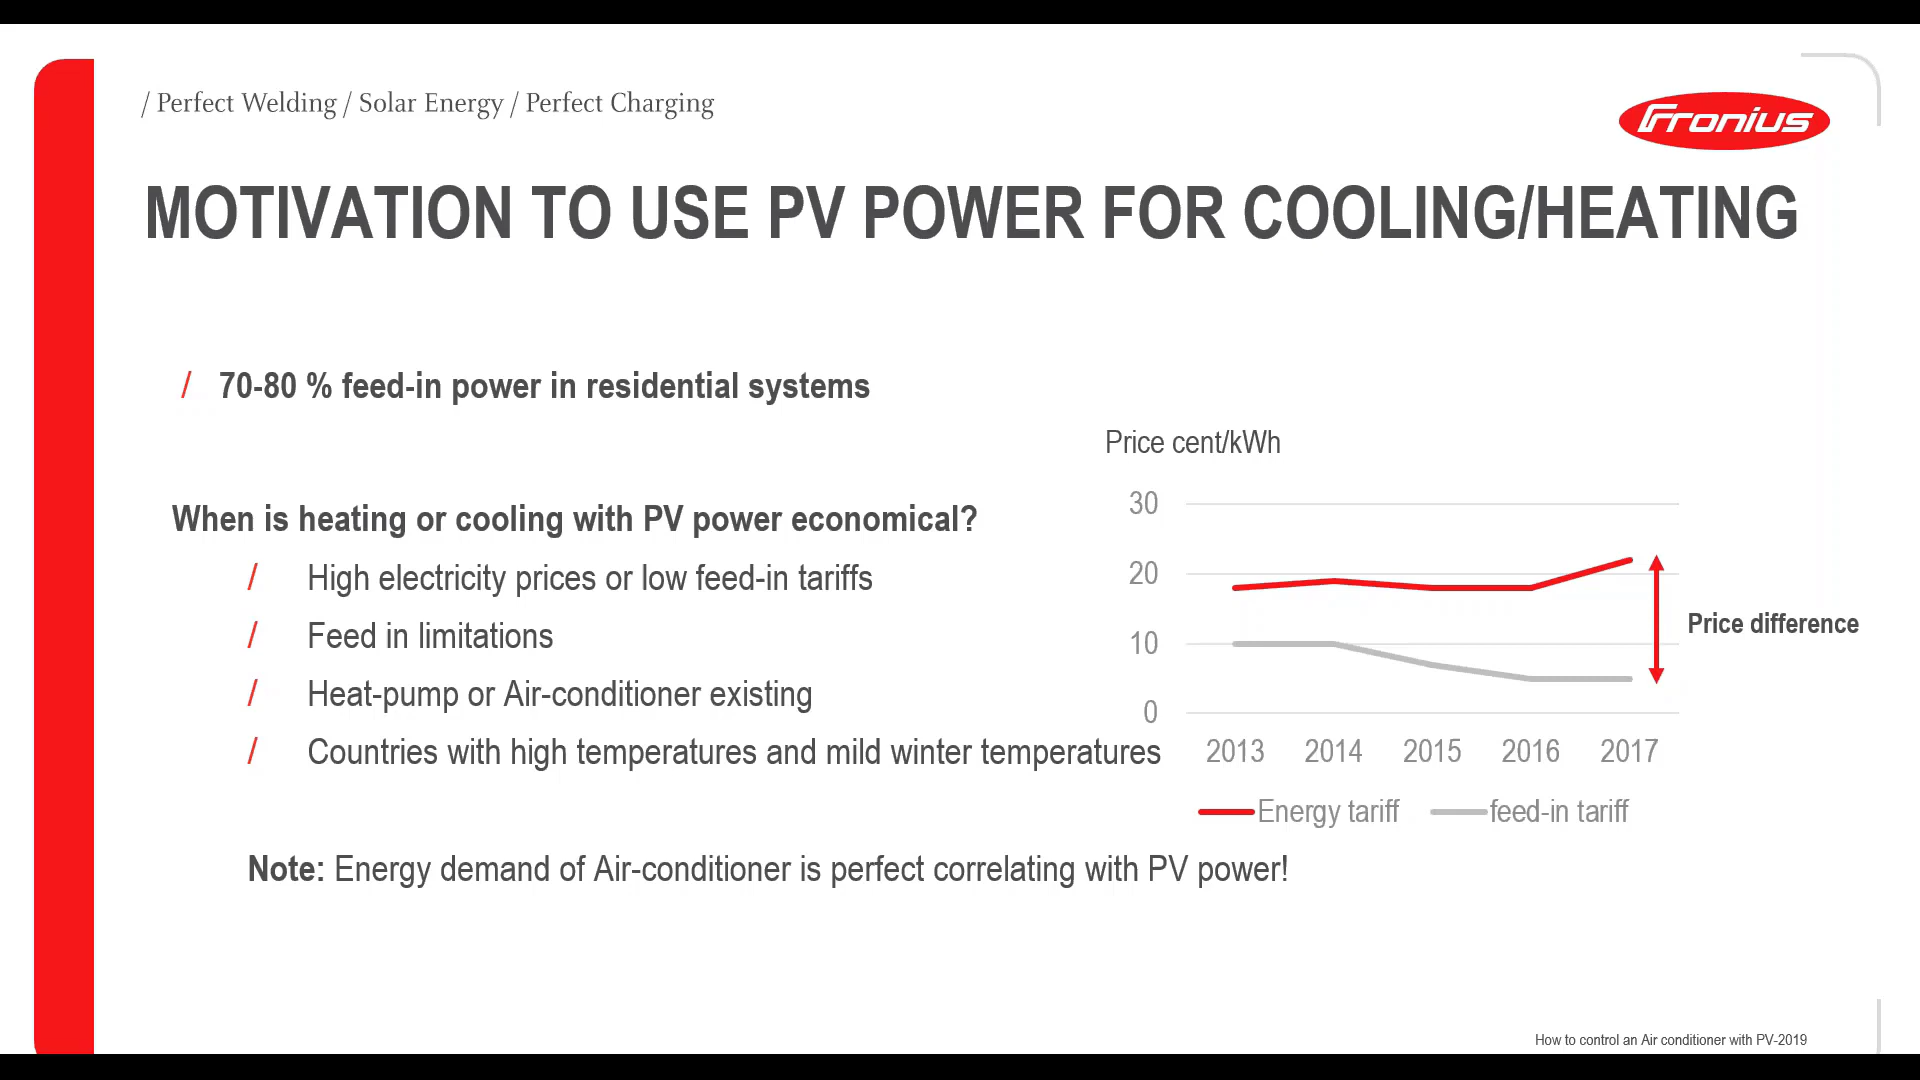 / Perfect Welding / Solar Energy / Perfect Charging
Fronius
MOTIVATION TO USE PV POWER FOR COOLING/HEATING
/ 70-80 % feed-in power in residential systems
When is heating or cooling with PV power economical?
/ High electricity prices or low feed-in tariffs
/ Feed in limitations
/ Heat-pump or Air-conditioner existing
/ Countries with high temperatures and mild winter temperatures
Note: Energy demand of Air-conditioner is perfect correlating with PV power!
Price cent/kWh
30
20
10
0
2013 2014 2015 2016 2017
Price difference
Energy tariff feed-in tariff
How to control an Air conditioner with PV-2019